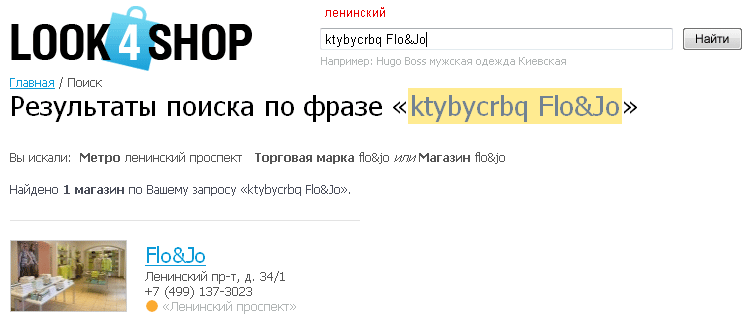 LOOK4SHOP
ленинский
ktybycrbq Flo&Jo
Найти
Например: Hugo Boss мужская одежда Киевская
Главная / Поиск
Результаты поиска по фразе «ktybycrbq Flo&Jo»
Вы искали: Метро ленинский проспект Торговая марка flo&jo или Магазин flo&jo
Найдено 1 магазин по Вашему запросу «ktybycrbq Flo&Jo».
Flo&Jo
Ленинский пр-т, д. 34/1
+7 (499) 137-3023
«Ленинский проспект»